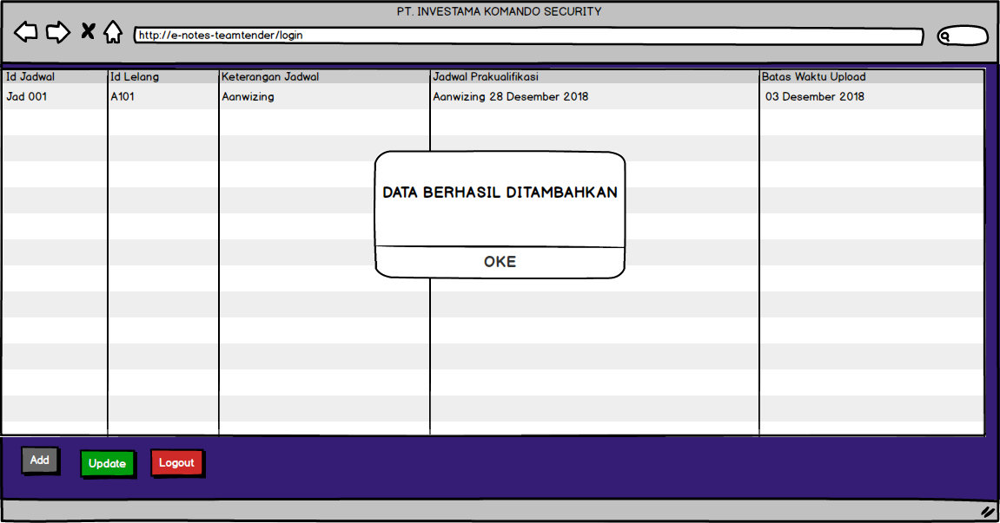 PT. INVESTAMA KOMANDO SECURITY
http://e-notes-teamtender/login
Id Jadwal Id Lelang Keterangan Jadwal Jadwal Prakualifikasi Batas Waktu Upload
Jad 001 A101 Aanwizing Aanwizing 28 Desember 2018 03 Desember 2018
DATA BERHASIL DITAMBAHKAN
OKE
Add Update Logout